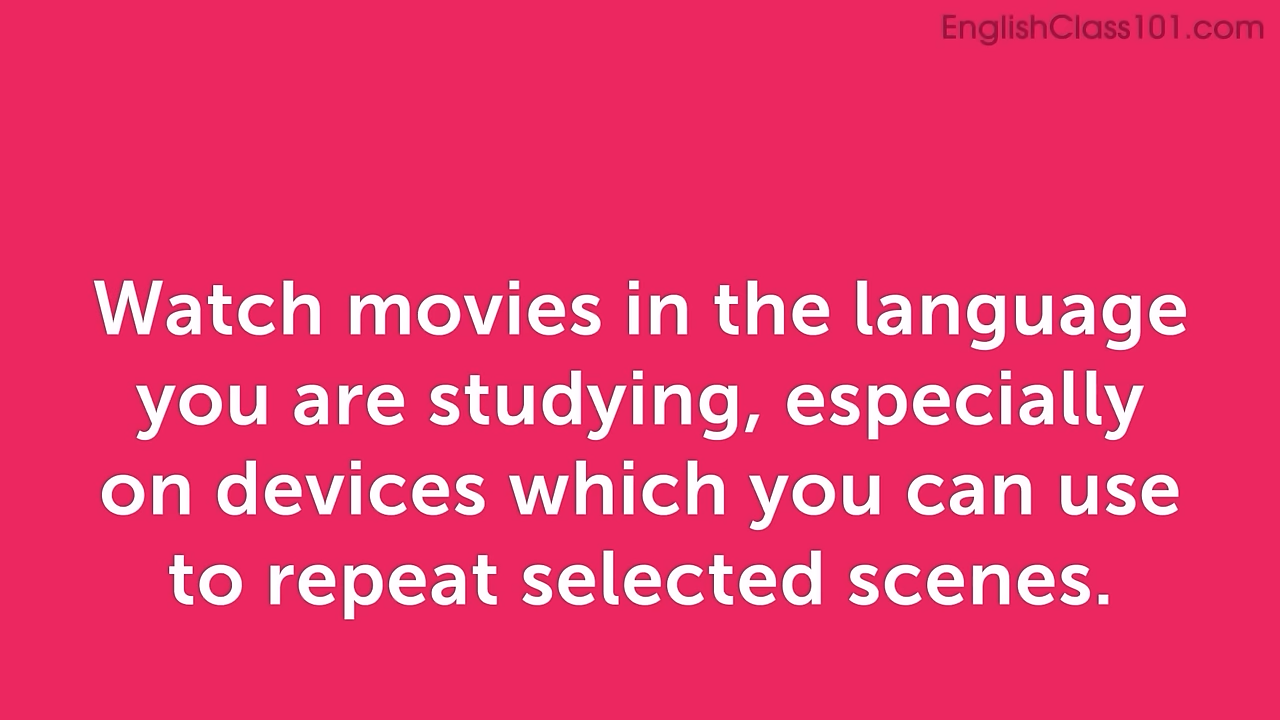 EnglishClass101.com
Watch movies in the language
you are studying, especially
on devices which you can use
to repeat selected scenes.